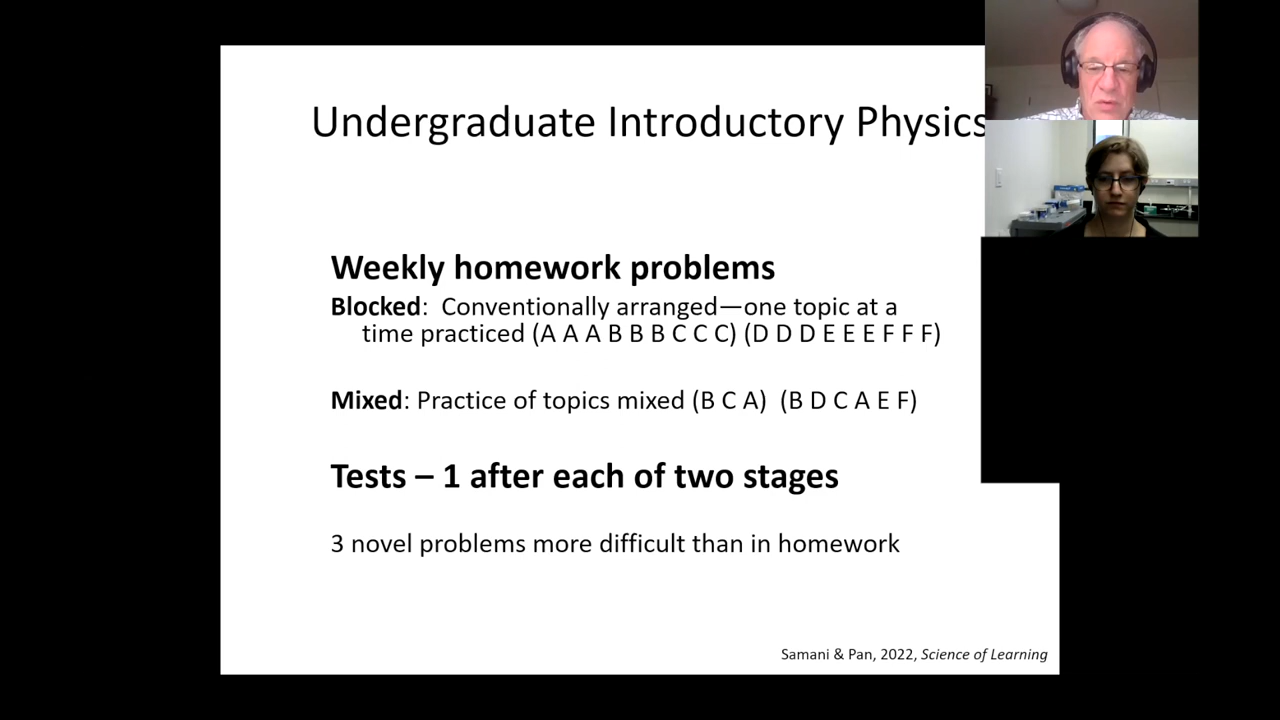 Undergraduate Introductory Physics
Weekly homework problems
Blocked:  Conventionally arranged—one topic at a
time practiced (A A A B B B C C C) (D D D E E E F F F)
Mixed: Practice of topics mixed (B C A)  (B D C A E F)
Tests – 1 after each of two stages
3 novel problems more difficult than in homework
Samani & Pan, 2022, Science of Learning